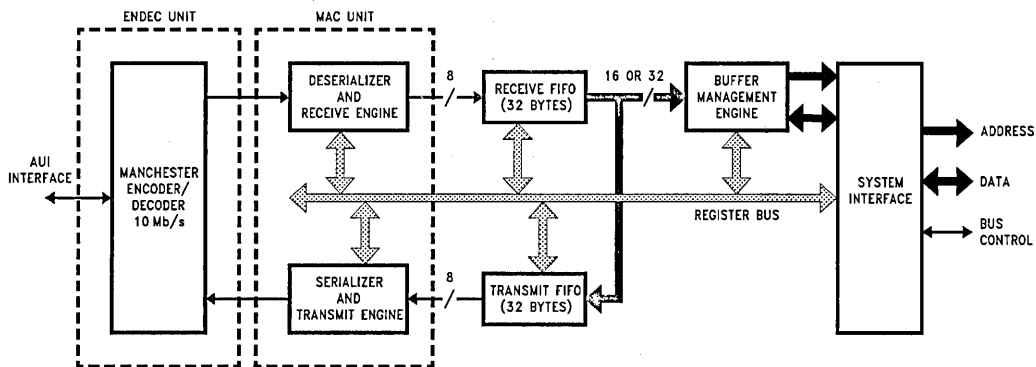 ENDEC UNIT
MAC UNIT
AUI
INTERFACE
MANCHESTER
ENCODER/
DECODER
10 Mb/s
DESERIALIZER
AND
RECEIVE ENGINE
8
RECEIVE FIFO
(32 BYTES)
16 OR 32
BUFFER
MANAGEMENT
ENGINE
SYSTEM
INTERFACE
ADDRESS
DATA
BUS
CONTROL
REGISTER BUS
SERIALIZER
AND
TRANSMIT ENGINE
8
TRANSMIT FIFO
(32 BYTES)